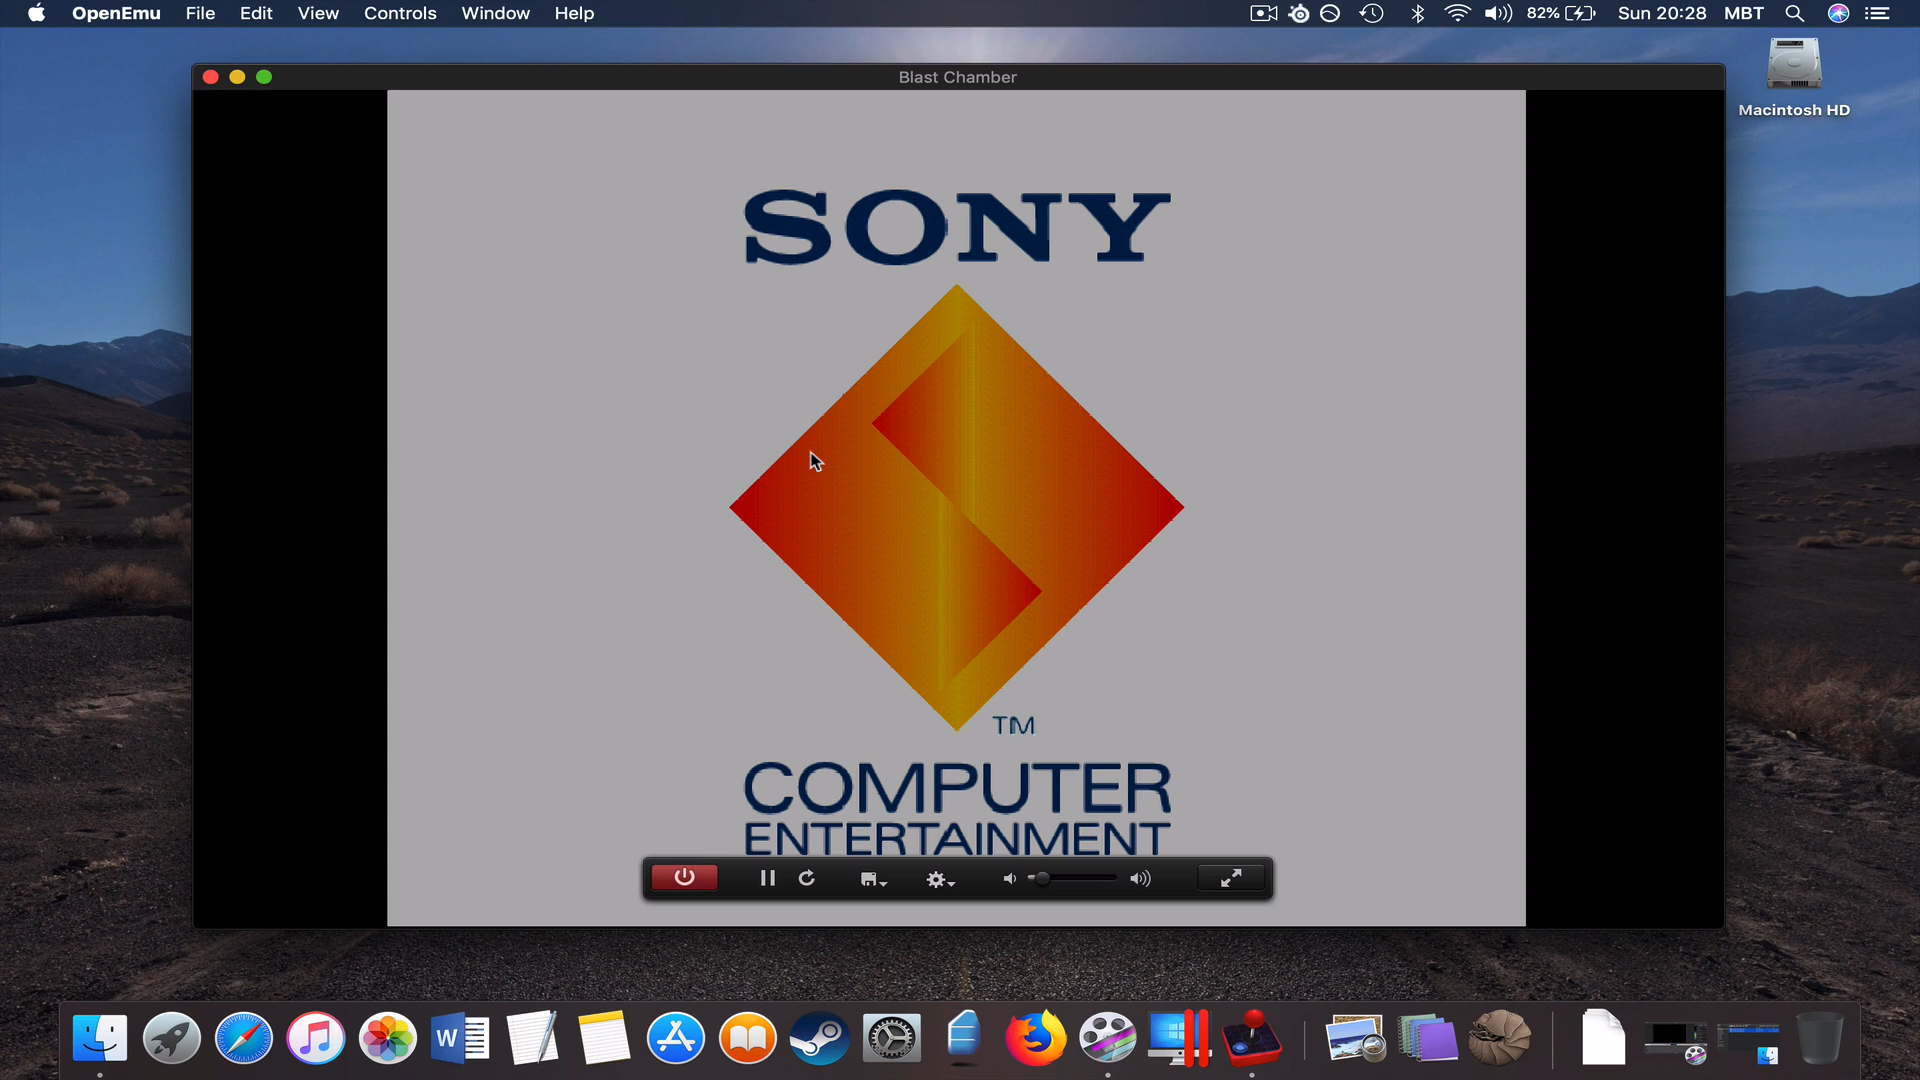 OpenEmu File Edit View Controls Window Help 82% Sun 20:28 MBT
Blast Chamber
Macintosh HD
SONY
TM
COMPUTER
ENTERTAINMENT
W